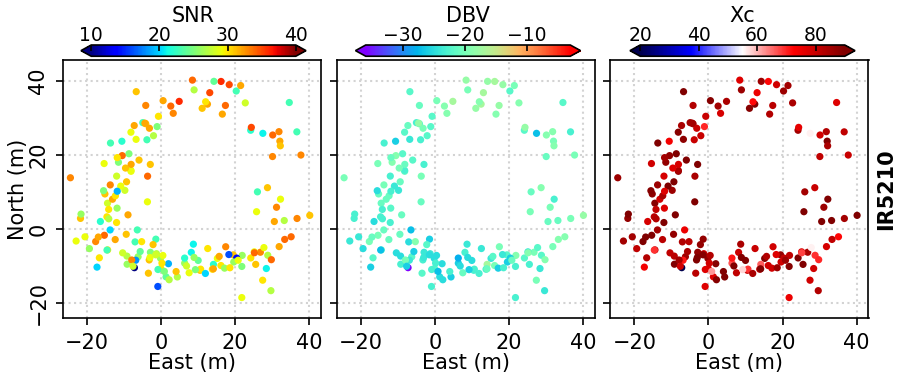 SNR DBV Xc
10 20 30 40 −30 −20 −10 20 40 60 80
40
20
0
−20
North (m)
IR5210
−20 0 20 40 −20 0 20 40 −20 0 20 40
East (m) East (m) East (m)